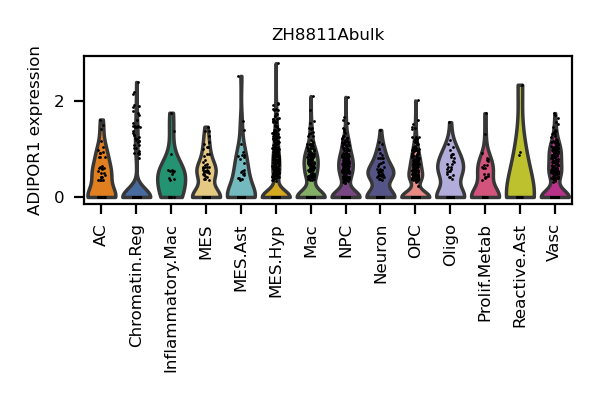 ZH8811Abulk
ADIPOR1 expression
2
0
AC
Chromatin.Reg
Inflammatory.Mac
MES
MES.Ast
MES.Hyp
Mac
NPC
Neuron
OPC
Oligo
Prolif.Metab
Reactive.Ast
Vasc